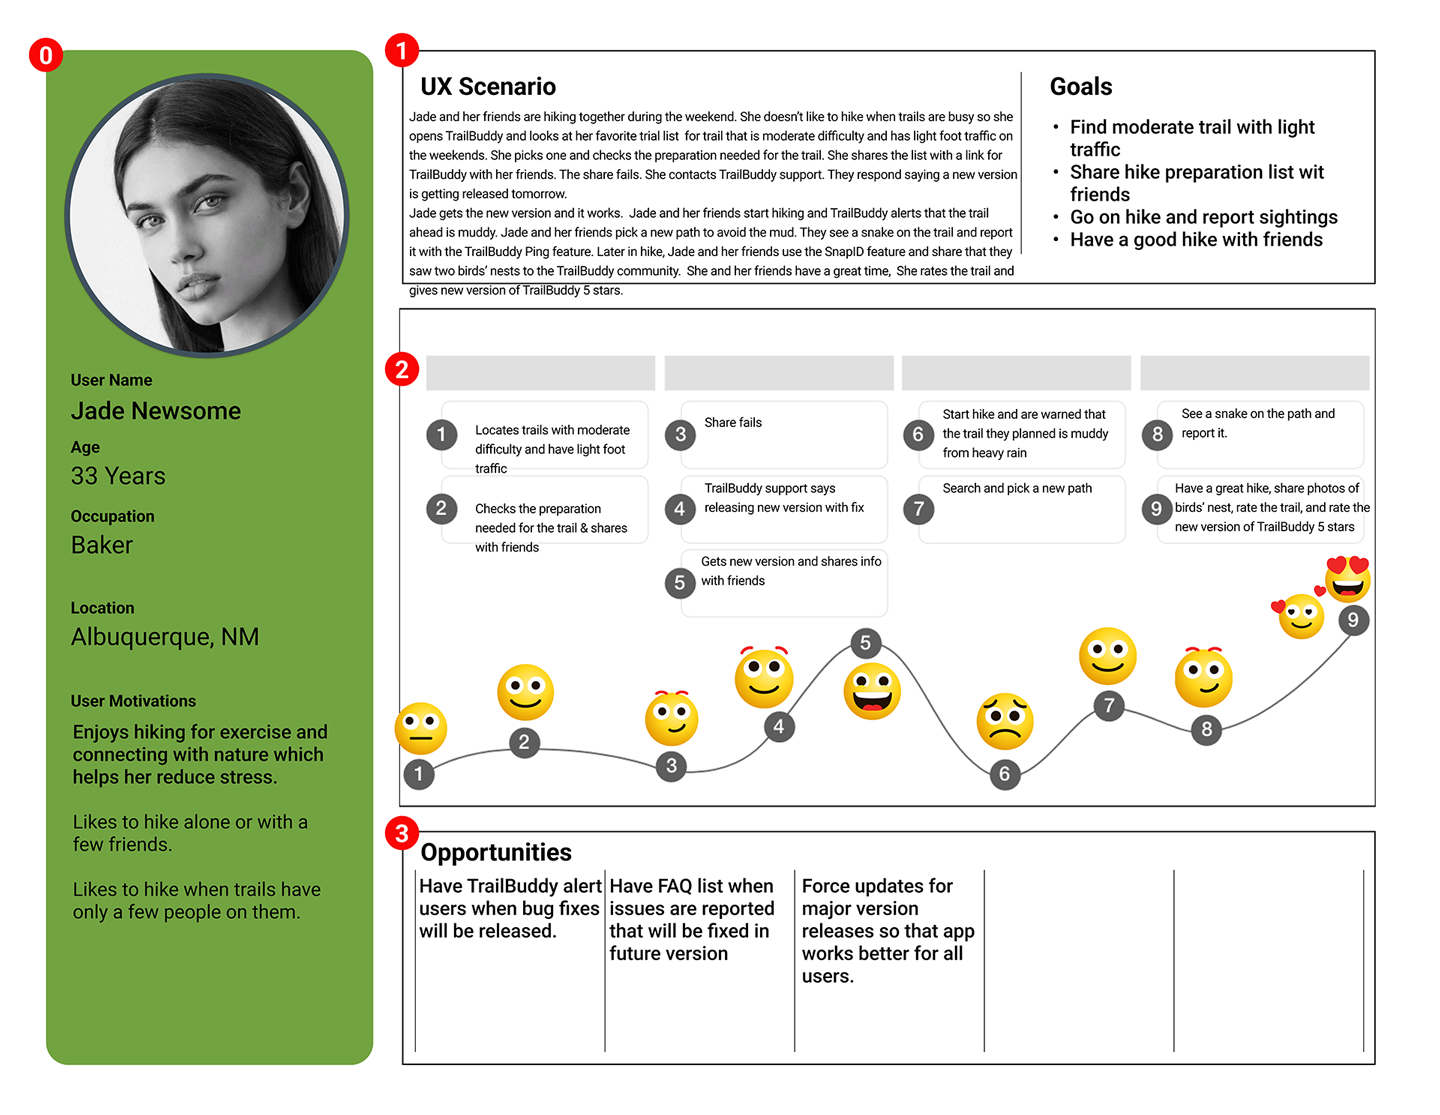 0
User Name
Jade Newsome
Age
33 Years
Occupation
Baker
Location
Albuquerque, NM
User Motivations
Enjoys hiking for exercise and
connecting with nature which
helps her reduce stress.
Likes to hike alone or with a
few friends.
Likes to hike when trails have
only a few people on them.
1
UX Scenario
Jade and her friends are hiking together during the weekend. She doesn't like to hike when trails are busy so she
opens TrailBuddy and looks at her favorite trial list for trail that is moderate difficulty and has light foot traffic on
the weekends. She picks one and checks the preparation needed for the trail. She shares the list with a link for
TrailBuddy with her friends. The share fails. She contacts TrailBuddy support. They respond saying a new version
is getting released tomorrow.
Jade gets the new version and it works. Jade and her friends start hiking and TrailBuddy alerts that the trail
ahead is muddy. Jade and her friends pick a new path to avoid the mud. They see a snake on the trail and report
it with the TrailBuddy Ping feature. Later in hike, Jade and her friends use the SnapID feature and share that they
saw two birds' nests to the TrailBuddy community. She and her friends have a great time, She rates the trail and
gives new version of TrailBuddy 5 stars.
Goals
• Find moderate trail with light
traffic
• Share hike preparation list wit
friends
• Go on hike and report sightings
• Have a good hike with friends
2
1
Locates trails with moderate
difficulty and have light foot
traffic
2
Checks the preparation
needed for the trail & shares
with friends
3
Share fails
4
TrailBuddy support says
releasing new version with fix
5
Gets new version and shares info
with friends
6
Start hike and are warned that
the trail they planned is muddy
from heavy rain
7
Search and pick a new path
8
See a snake on the path and
report it.
9
Have a great hike, share photos of
birds' nest, rate the trail, and rate the
new version of TrailBuddy 5 stars
1
2
3
4
5
6
7
8
9
3
Opportunities
Have TrailBuddy alert
users when bug fixes
will be released.
Have FAQ list when
issues are reported
that will be fixed in
future version
Force updates for
major version
releases so that app
works better for all
users.